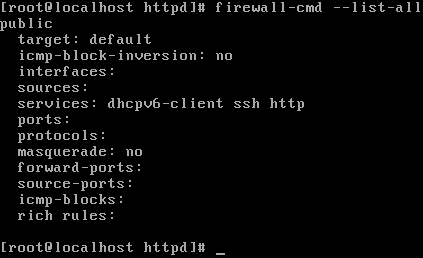 [root@localhost httpd]# firewall-cmd --list-all
public
  target: default
  icmp-block-inversion: no
  interfaces:
  sources:
  services: dhcpv6-client ssh http
  ports:
  protocols:
  masquerade: no
  forward-ports:
  source-ports:
  icmp-blocks:
  rich rules:

[root@localhost httpd]# _